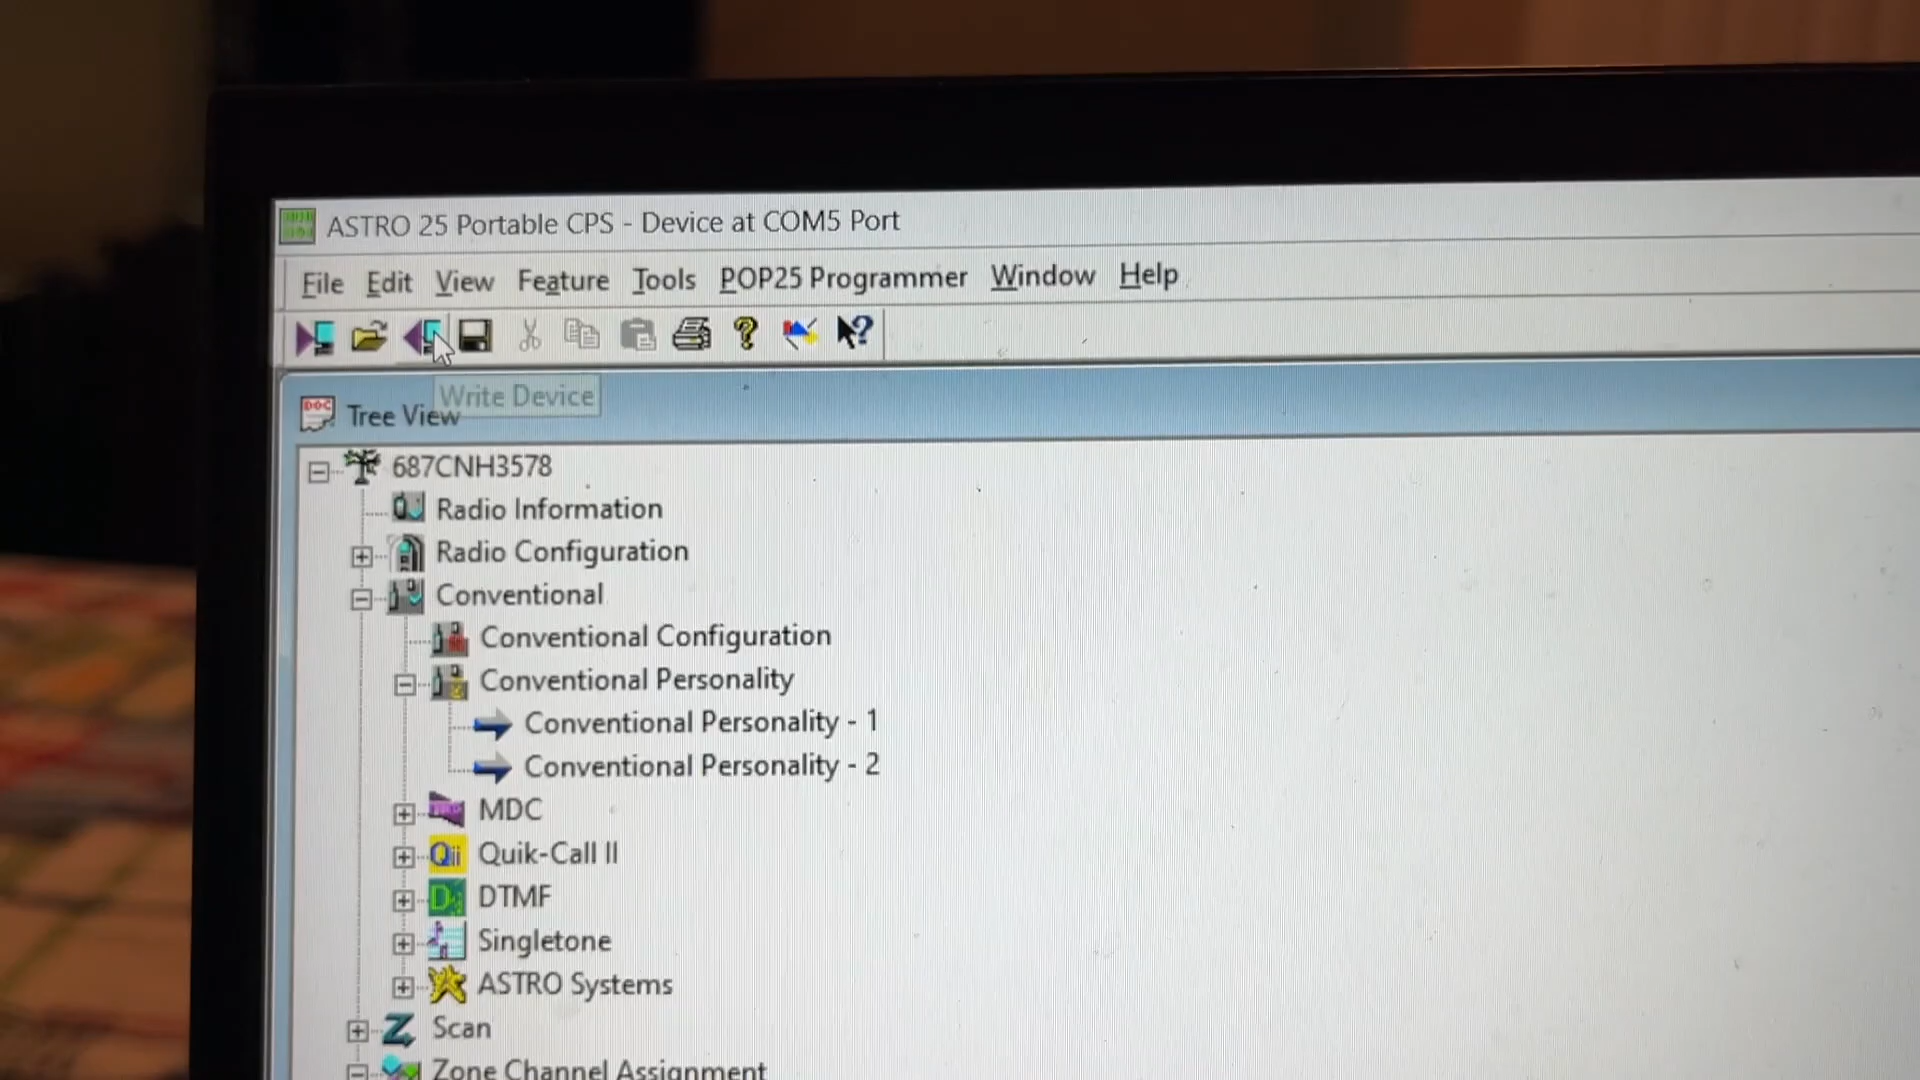 ASTRO 25 Portable CPS - Device at COM5 Port
File Edit View Feature Tools POP25 Programmer Window Help
Write Device
Tree View
687CNH3578
Radio Information
Radio Configuration
Conventional
Conventional Configuration
Conventional Personality
Conventional Personality - 1
Conventional Personality - 2
MDC
Quik-Call II
DTMF
Singletone
ASTRO Systems
Scan
Zone Channel Assignment